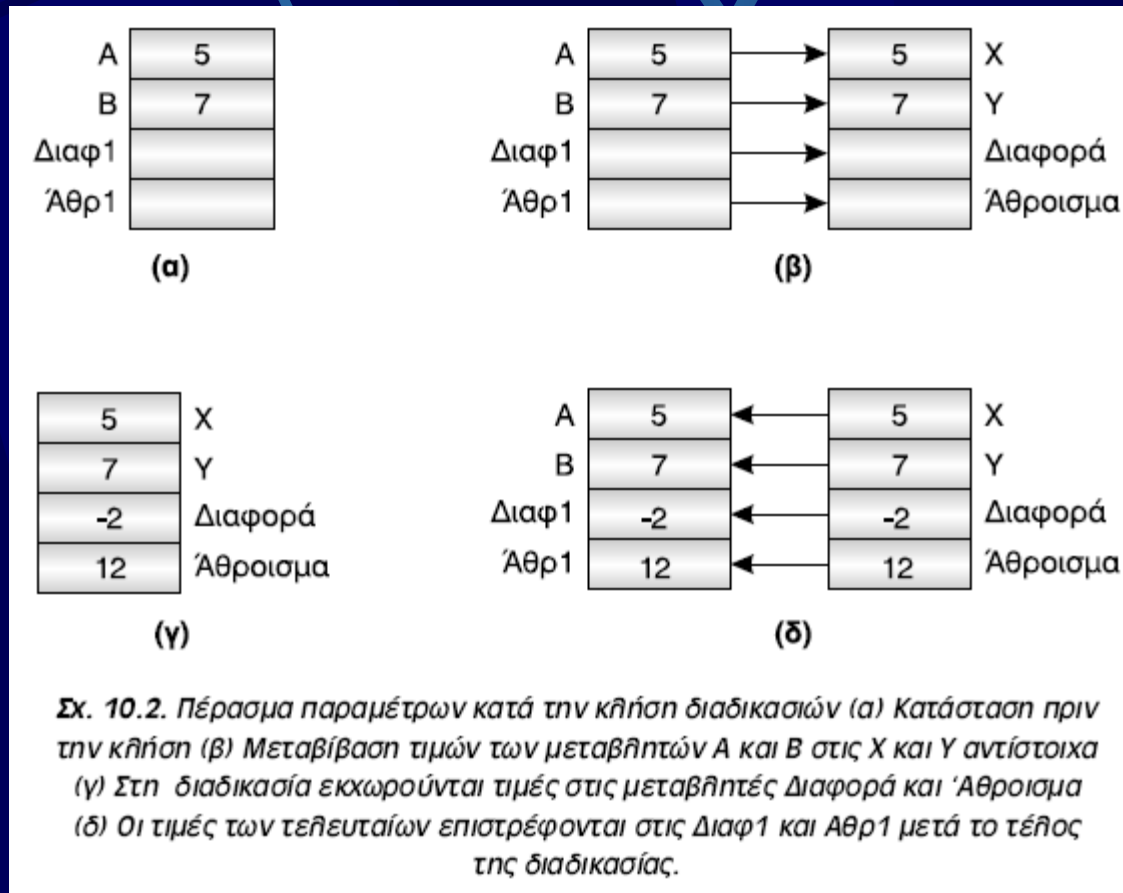 A 5
B 7
Διαφ1
Άθρ1
(α)
A 5 5 X
B 7 7 Y
Διαφ1 Διαφορά
Άθρ1 Άθροισμα
(β)
5 X
7 Y
-2 Διαφορά
12 Άθροισμα
(γ)
A 5 5 X
B 7 7 Y
Διαφ1 -2 -2 Διαφορά
Άθρ1 12 12 Άθροισμα
(δ)
Σχ. 10.2. Πέρασμα παραμέτρων κατά την κλήση διαδικασιών (α) Κατάσταση πριν
την κλήση (β) Μεταβίβαση τιμών των μεταβλητών Α και Β στις Χ και Υ αντίστοιχα
(γ) Στη διαδικασία εκχωρούνται τιμές στις μεταβλητές Διαφορά και 'Αθροισμα
(δ) Οι τιμές των τελευταίων επιστρέφονται στις Διαφ1 και Αθρ1 μετά το τέλος
της διαδικασίας.